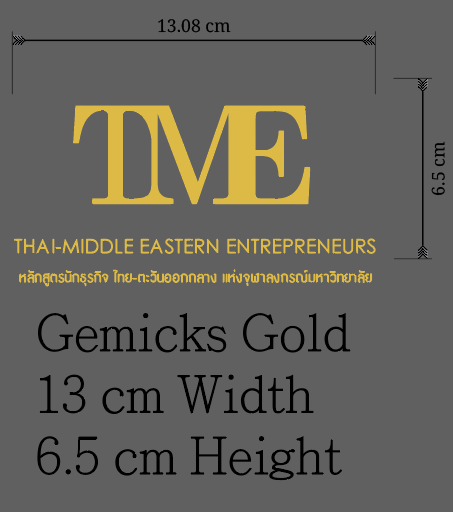 13.08 cm
6.5 cm
TME
THAI-MIDDLE EASTERN ENTREPRENEURS
หลักสูตรนักธุรกิจ ไทย-ตะวันออกกลาง แห่งจุฬาลงกรณ์มหาวิทยาลัย
Gemicks Gold
13 cm Width
6.5 cm Height